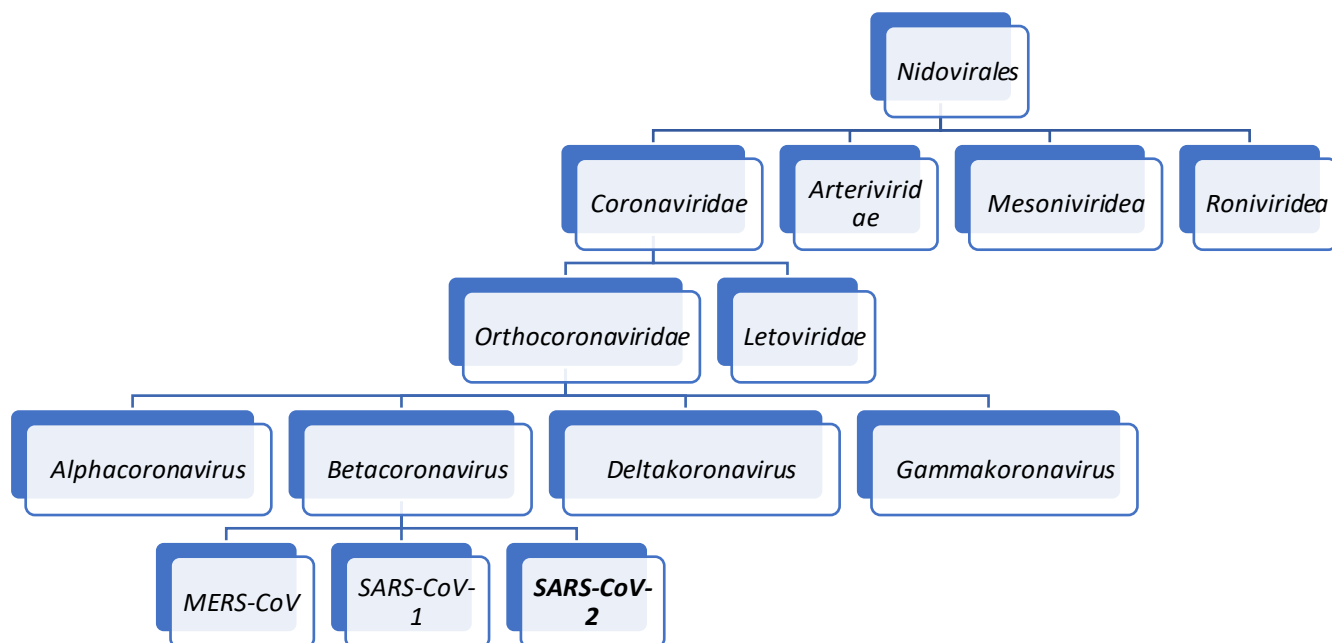 Nidovirales
Coronaviridae
Arterivirid
ae
Mesoniviridea
Roniviridea
Orthocoronaviridae
Letoviridae
Alphacoronavirus
Betacoronavirus
Deltakoronavirus
Gammakoronavirus
MERS-CoV
SARS-CoV-
1
SARS-CoV-
2